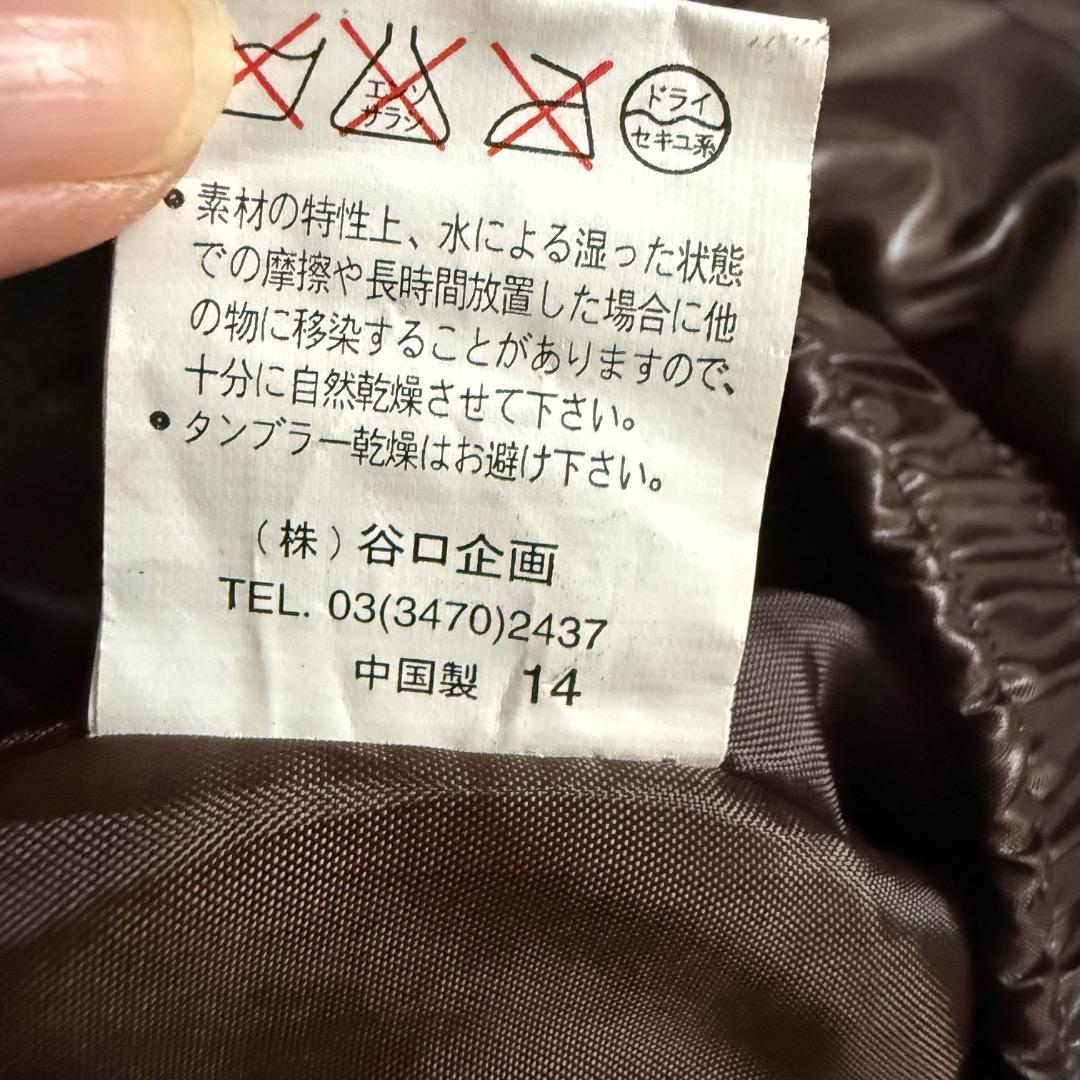 エンソ
サラシ
ドライ
セキユ系
• 素材の特性上、水による湿った状態
での摩擦や長時間放置した場合に他
の物に移染することがありますので、
十分に自然乾燥させて下さい。
• タンブラー乾燥はお避け下さい。
(株)谷口企画
TEL. 03(3470)2437
中国製 14